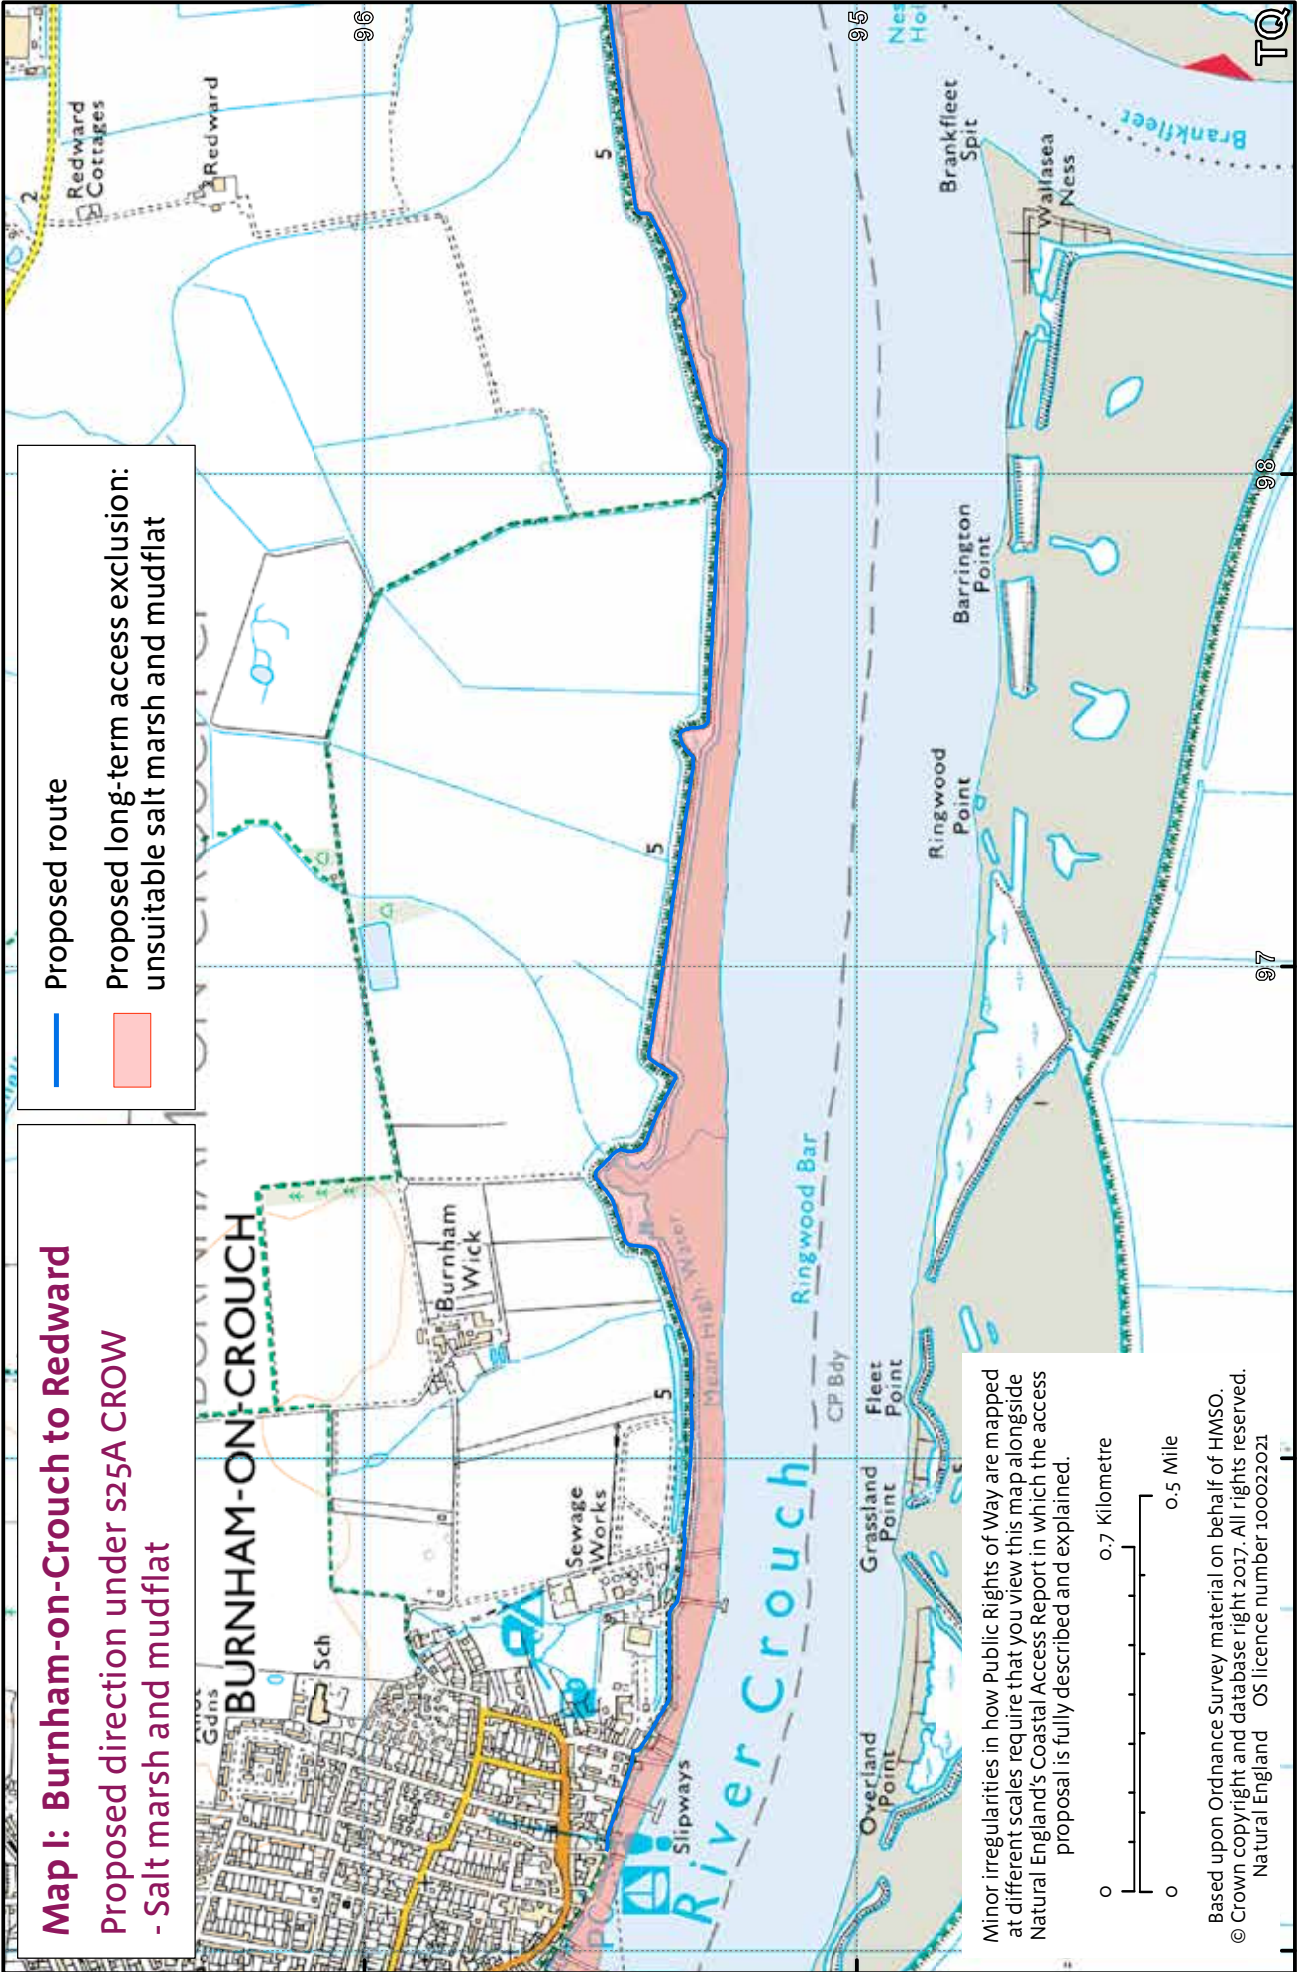 Map I: Burnham-on-Crouch to Redward
Proposed direction under s25A CROW
- Salt marsh and mudflat
Proposed route
Proposed long-term access exclusion:
unsuitable salt marsh and mudflat
BURNHAM-ON-CROUCH
Gdns
Sch
Burnham
Wick
Sewage
Works
Redward
Cottages
Redward
2
5
5
5
96
95
97
98
TQ
Slipways
River Crouch
Mean High Water
Ringwood Bar
CP Bdy
Overland
Point
Grassland
Point
Fleet
Point
Ringwood
Point
Barrington
Point
Brankfleet
Spit
Wallasea
Ness
Brankfleet
Minor irregularities in how Public Rights of Way are mapped
at different scales require that you view this map alongside
Natural England's Coastal Access Report in which the access
proposal is fully described and explained.
0 0.7 Kilometre
0 0.5 Mile
Based upon Ordnance Survey material on behalf of HMSO.
© Crown copyright and database right 2017. All rights reserved.
Natural England OS licence number 100022021